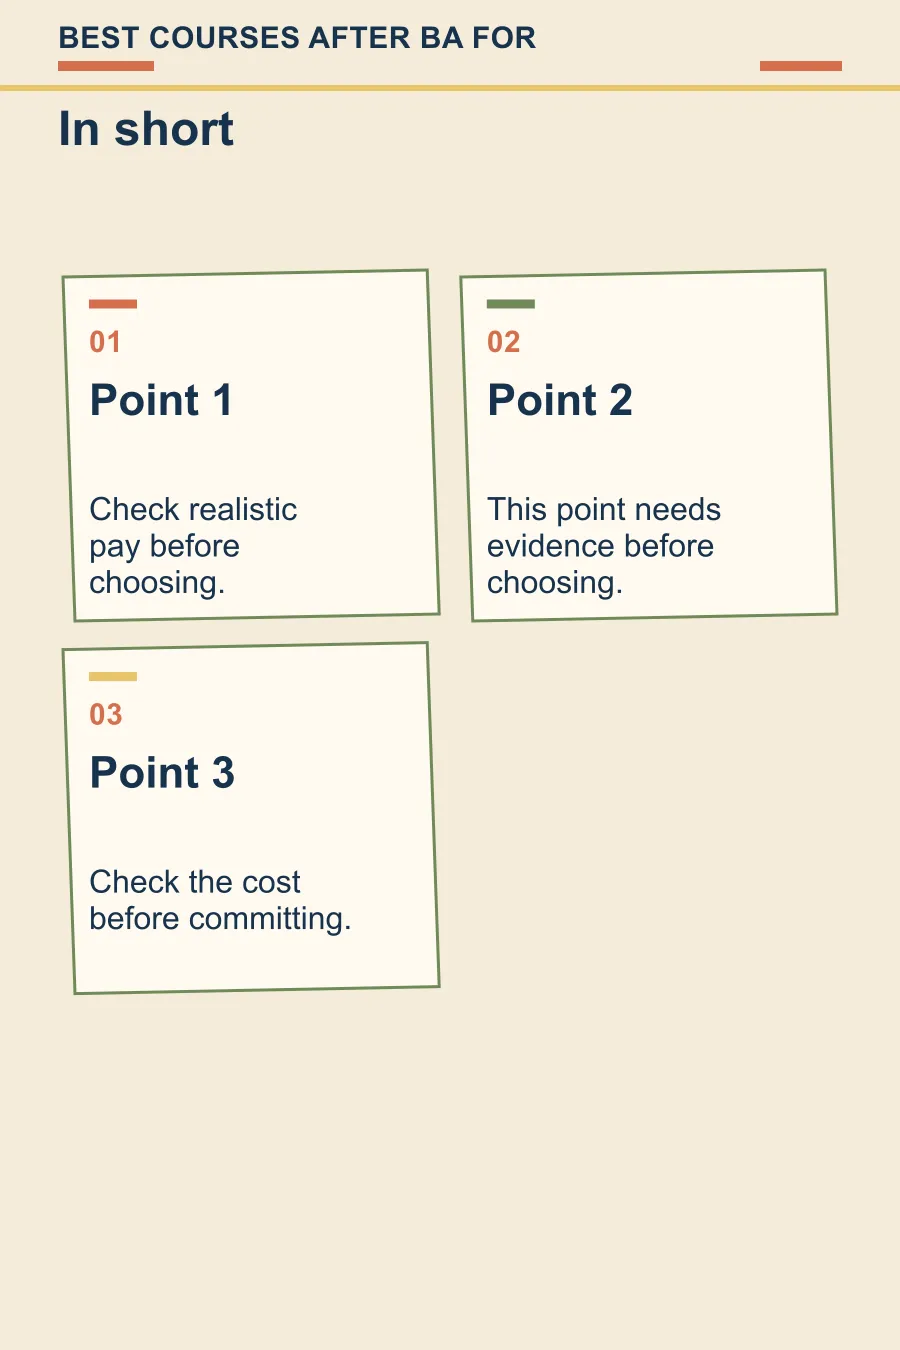 BEST COURSES AFTER BA FOR
In short
01
Point 1
Check realistic
pay before
choosing.
02
Point 2
This point needs
evidence before
choosing.
03
Point 3
Check the cost
before committing.